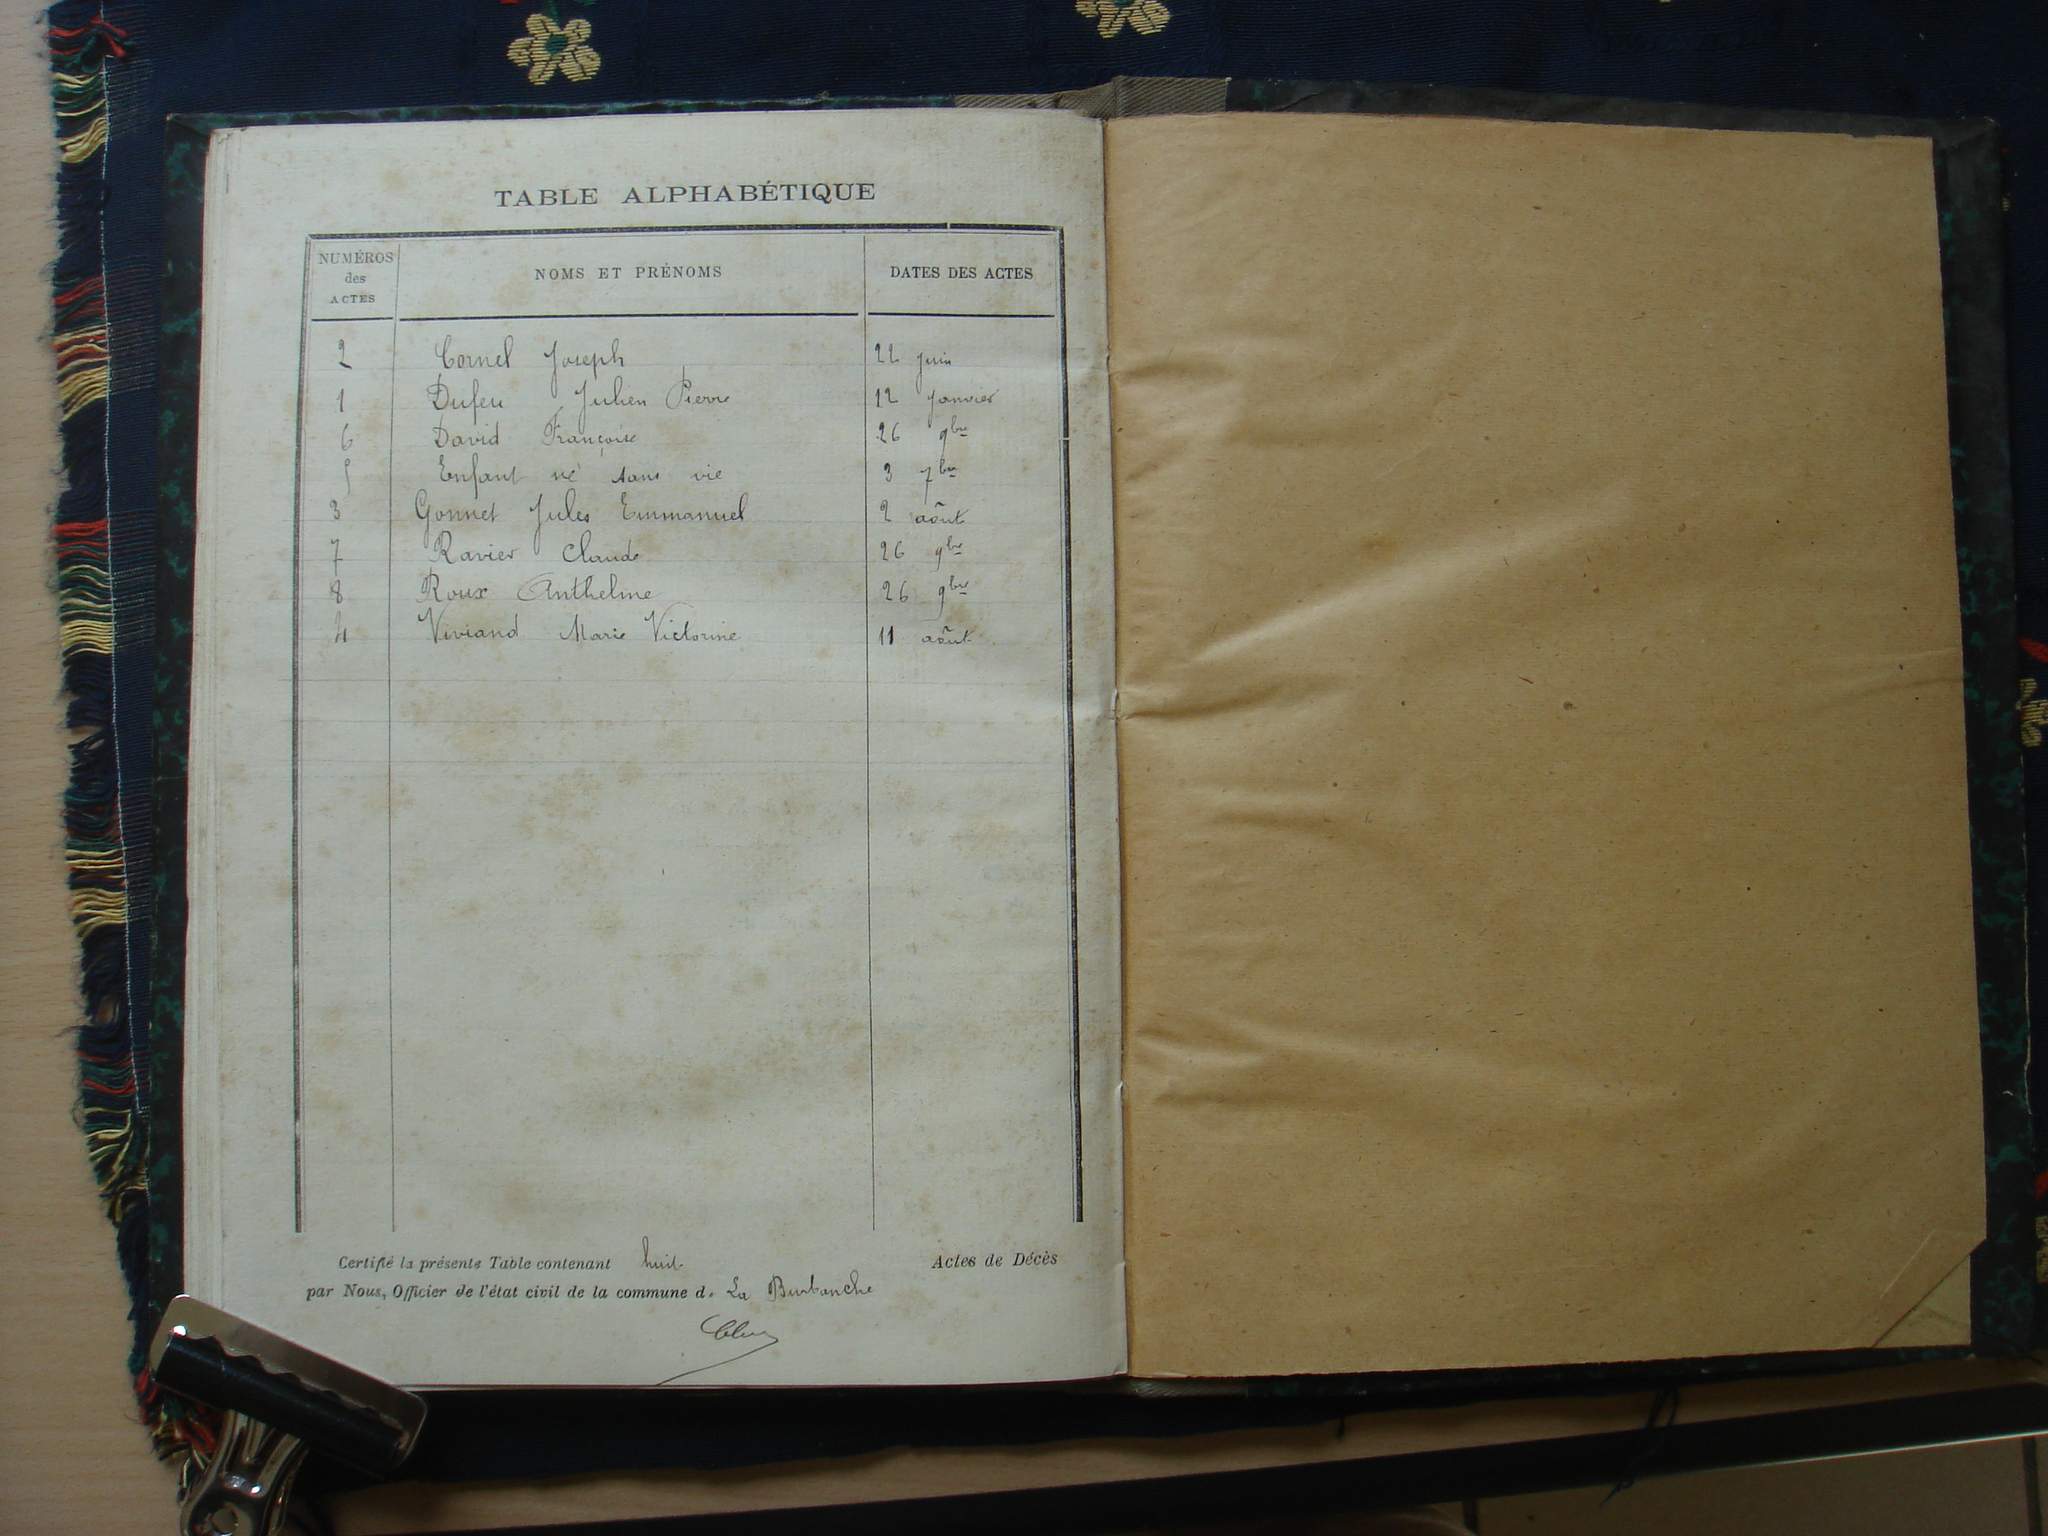 TABLE ALPHABÉTIQUE
NUMÉROS des ACTES NOMS ET PRÉNOMS DATES DES ACTES
2 Cornel Joseph 22 juin
1 Dufeu Julien Pierre 12 janvier
6 David Françoise 26 9bre
5 Enfant né sans vie 3 7bre
3 Gonnet Jules Emmanuel 2 août
7 Ravier Claude 26 9bre
8 Roux Anthelme 26 9bre
4 Viviand Marie Victorine 11 août
Certifié la présente Table contenant huit Actes de Décès
par Nous, Officier de l'état civil de la commune d. La Burbanche